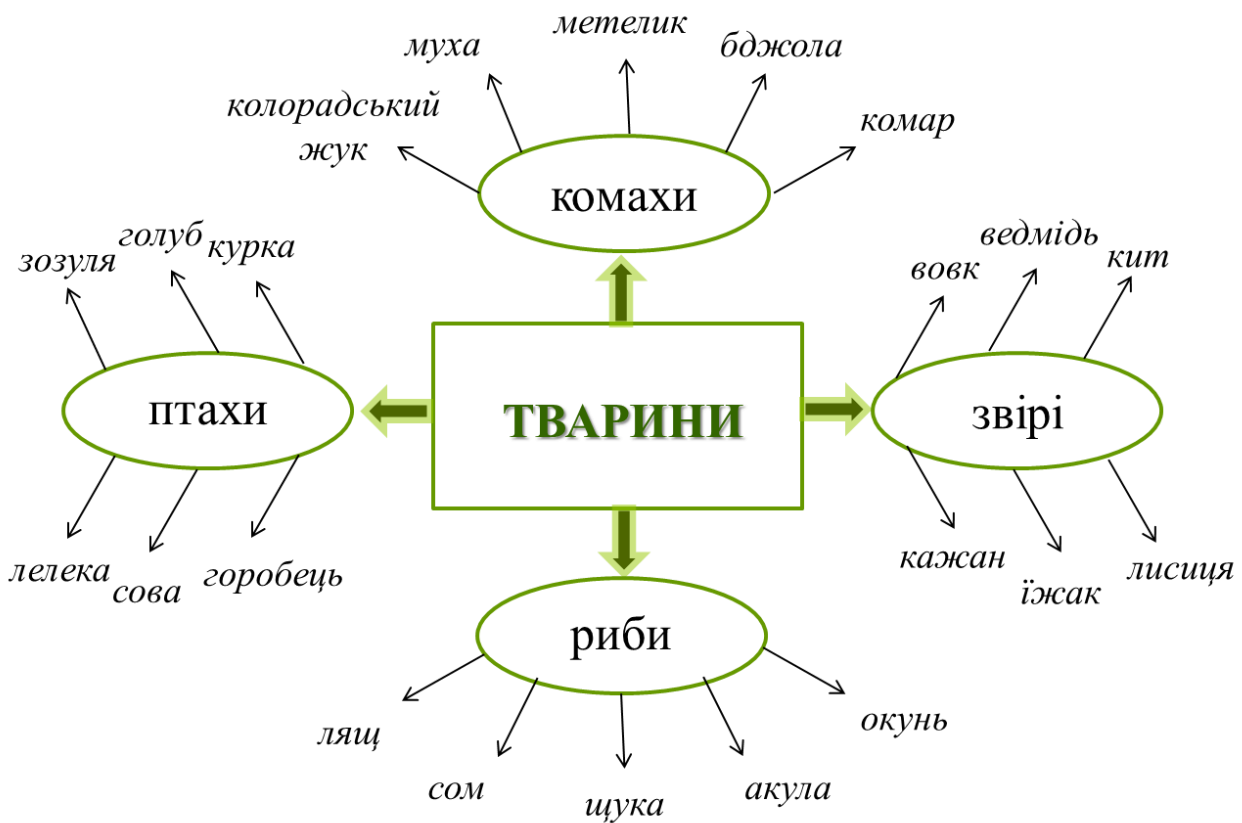 метелик
муха
бджола
колорадський
жук
комар
комахи
зозуля
голуб
курка
птахи
лелека
сова
горобець
ТВАРИНИ
вовк
ведмідь
кит
звірі
кажан
їжак
лисиця
риби
лящ
сом
щука
акула
окунь